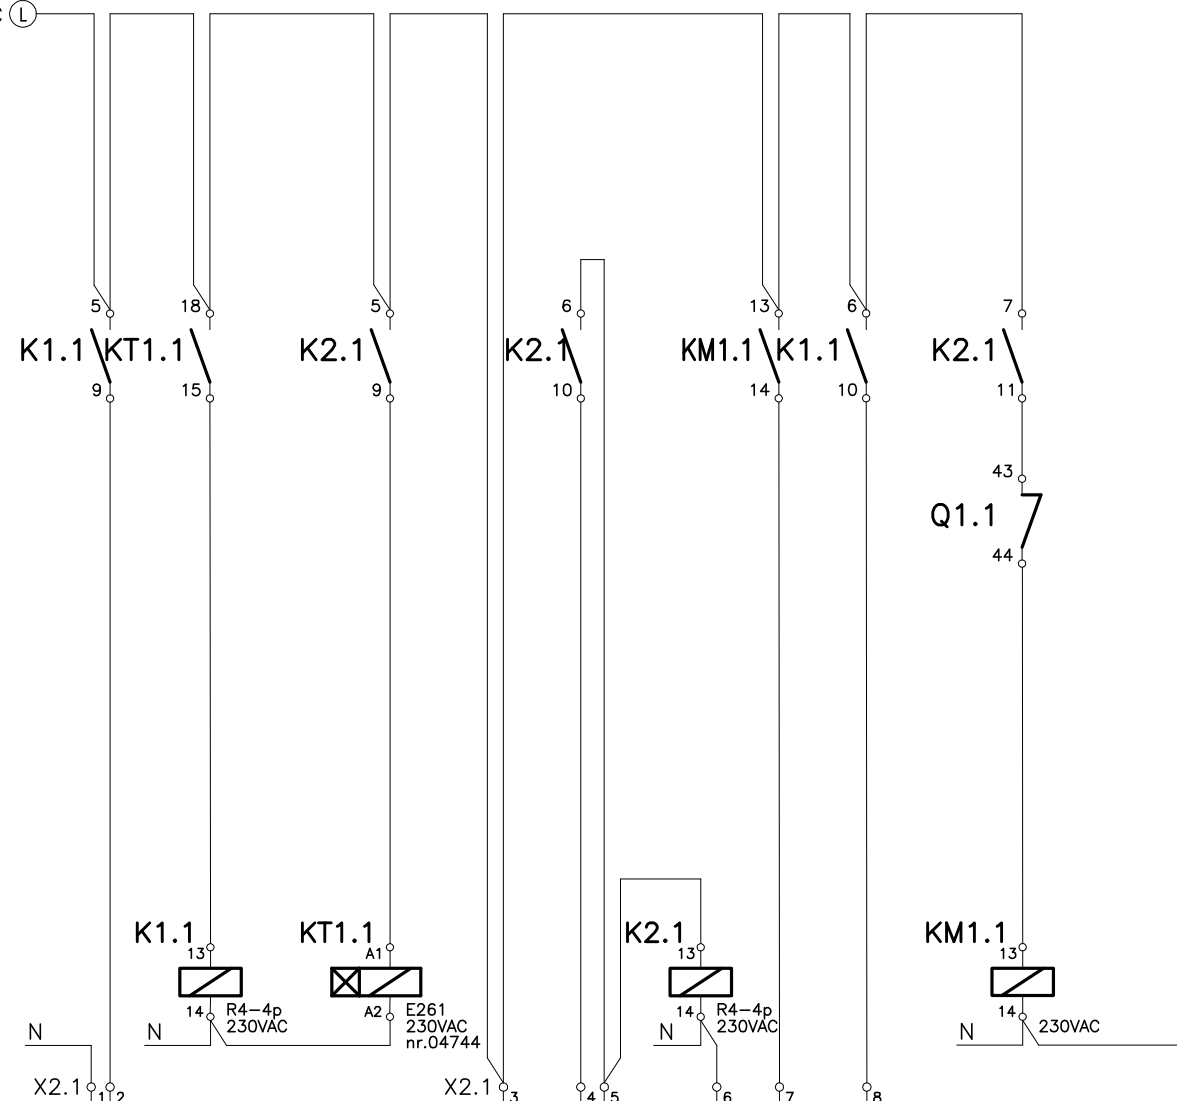 L
5
18
5
6
13
6
7
K1.1
KT1.1
K2.1
K2.1
KM1.1
K1.1
K2.1
9
15
9
10
14
10
11
43
Q1.1
44
K1.1
13
KT1.1
A1
K2.1
13
KM1.1
13
14
R4-4p
230VAC
A2
E261
230VAC
nr.04744
14
R4-4p
230VAC
14
230VAC
N
N
N
N
X2.1
1
2
X2.1
3
4
5
6
7
8